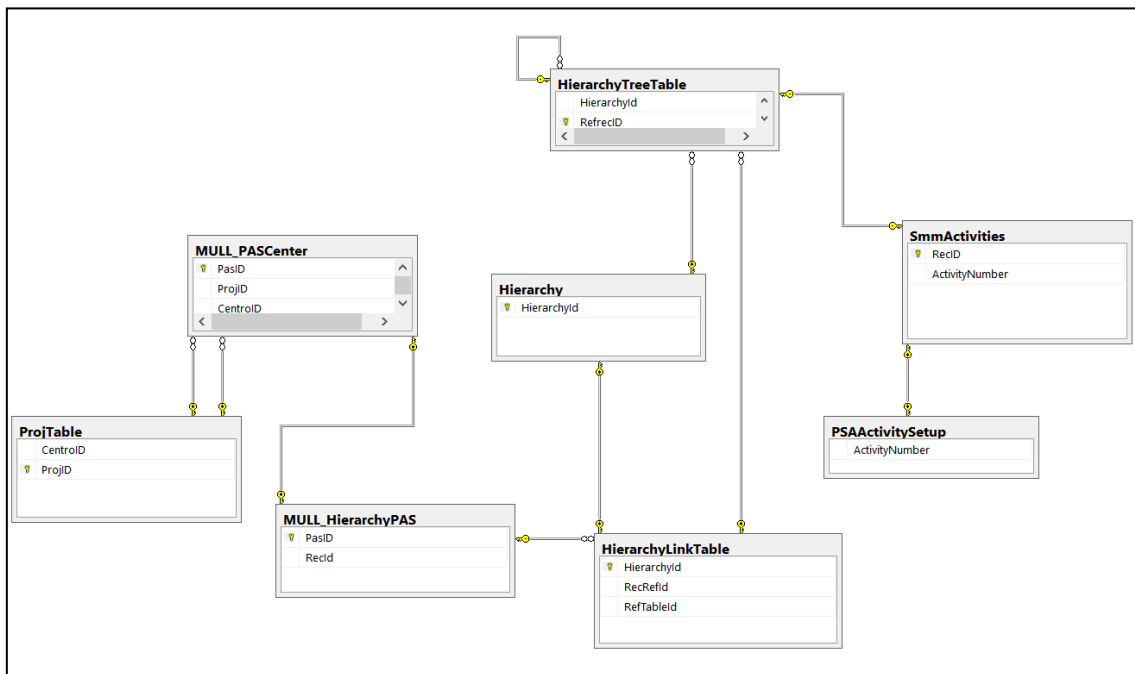 HierarchyTreeTable
HierarchyId
RefrecID
MULL_PASCenter
PasID
ProjID
CentroID
Hierarchy
HierarchyId
SmmActivities
RecID
ActivityNumber
ProjTable
CentroID
ProjID
PSAActivitySetup
ActivityNumber
MULL_HierarchyPAS
PasID
RecId
HierarchyLinkTable
HierarchyId
RecRefId
RefTableId